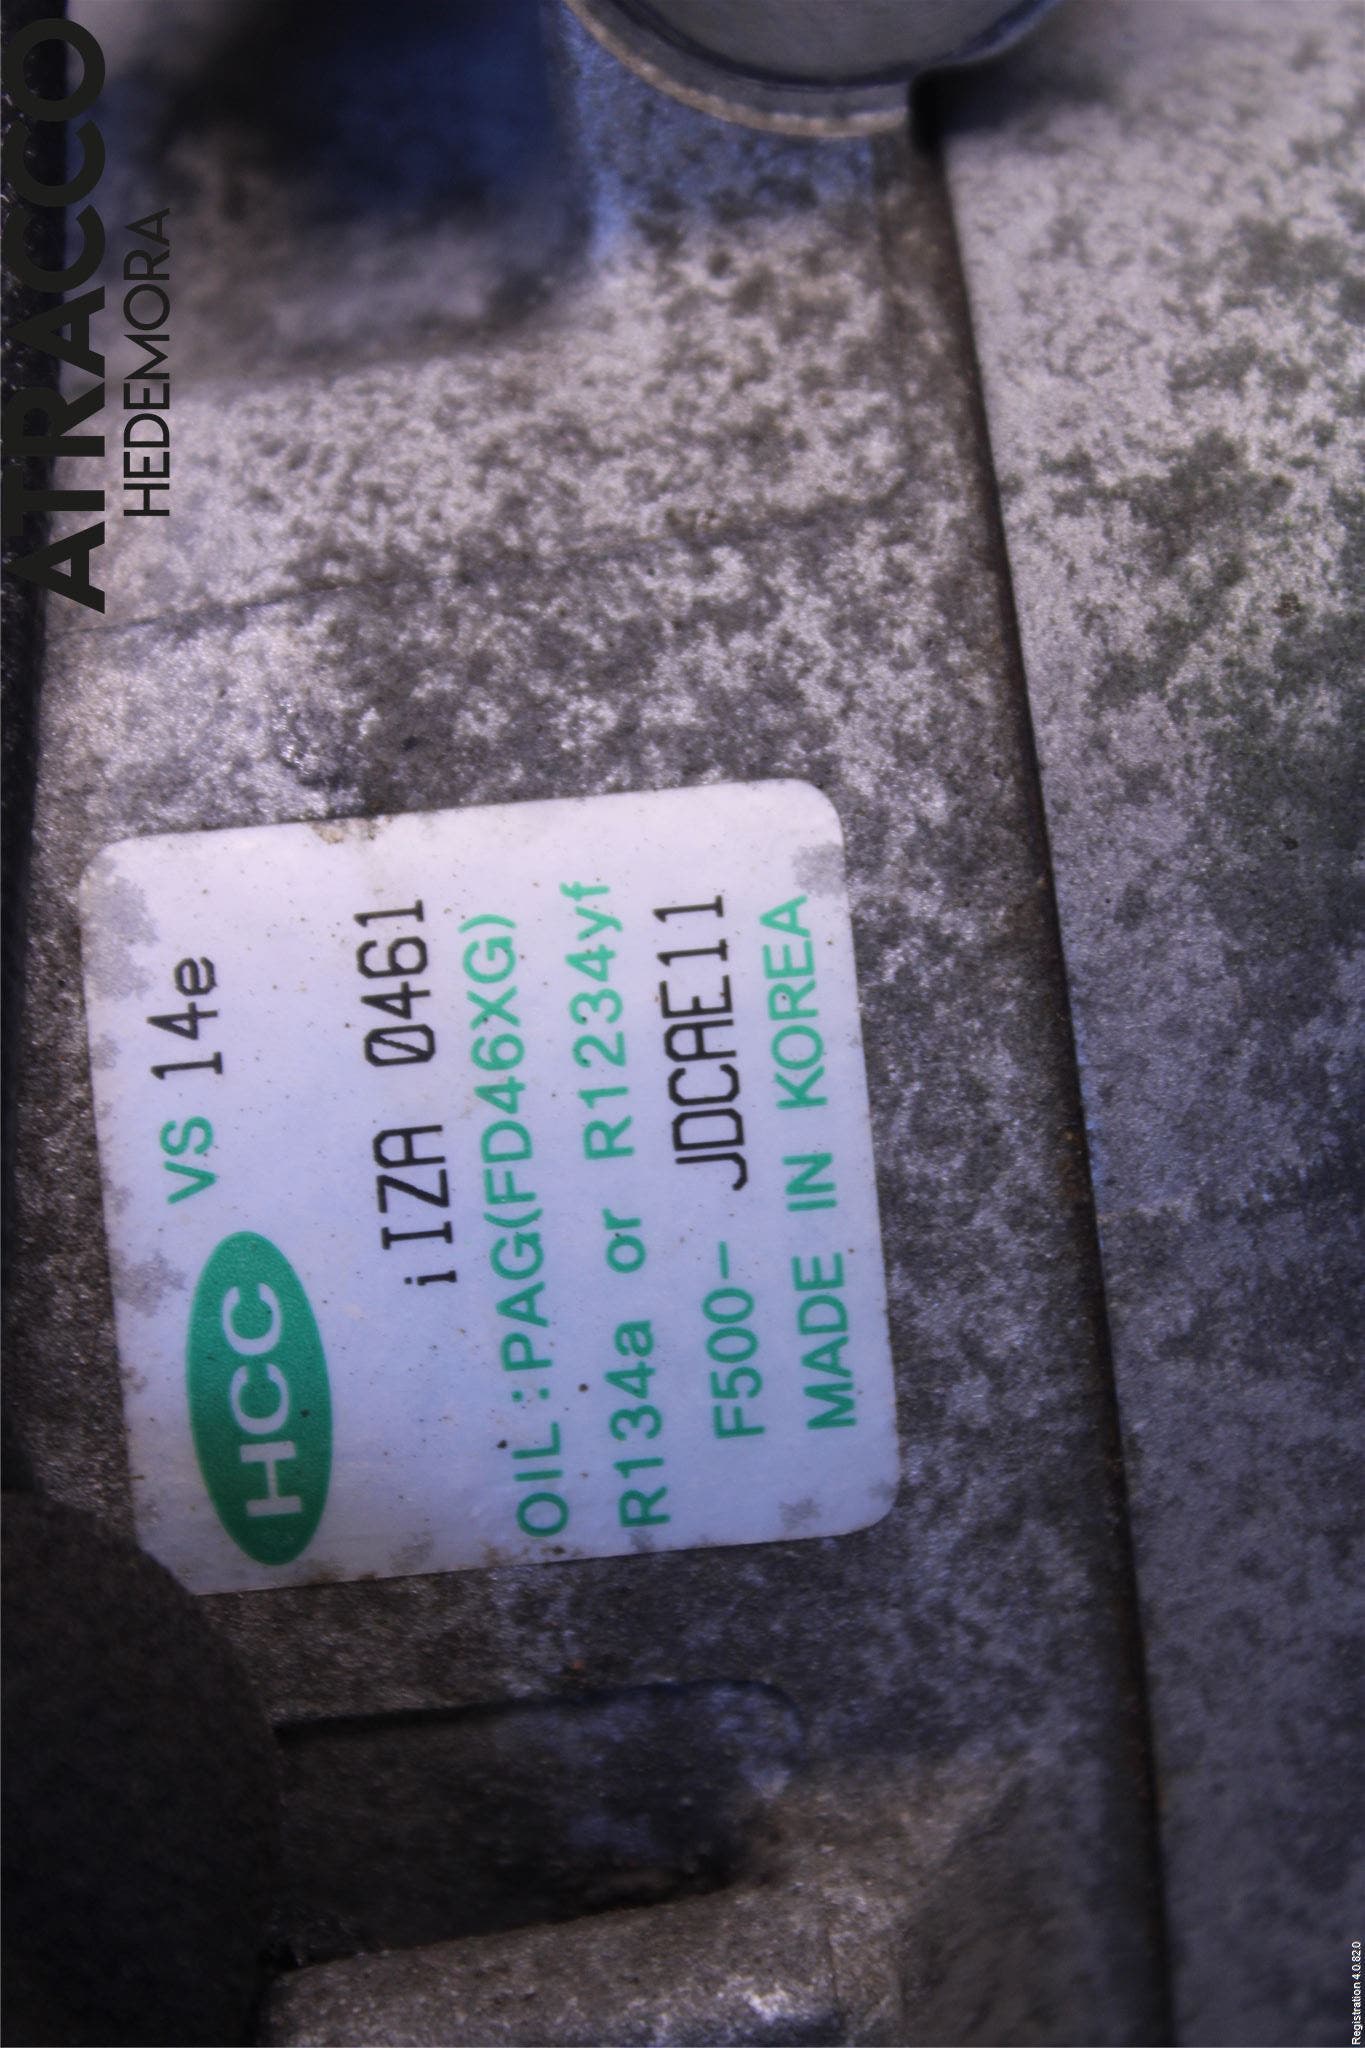 ATRACCO
HEDEMORA
HCC VS 14e
iIZA 0461
OIL:PAG(FD46XG)
R134a or R1234yf
F500-JDCAE11
MADE IN KOREA
Registration 4.0.82.0